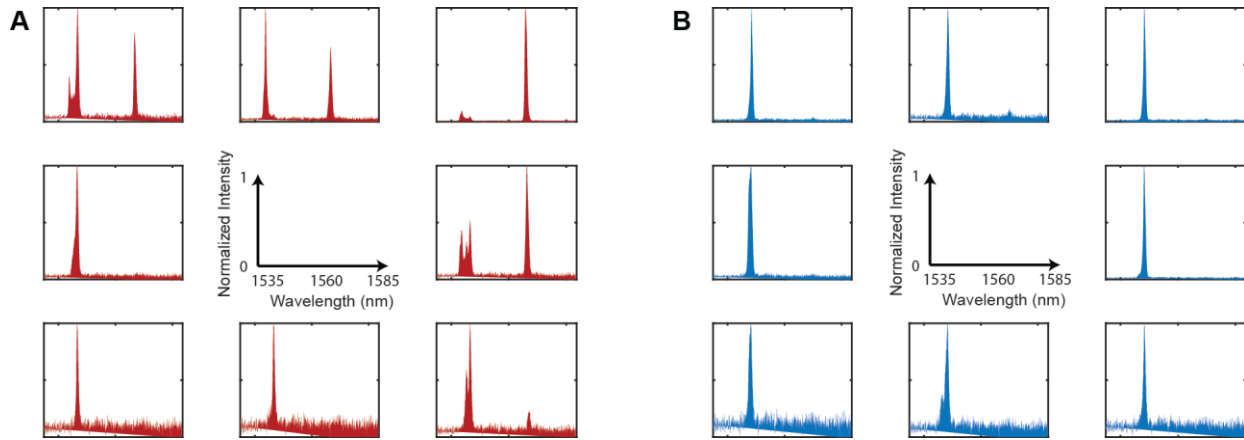 A
B
1
0
Normalized Intensity
1535
1560
1585
Wavelength (nm)
1
0
Normalized Intensity
1535
1560
1585
Wavelength (nm)